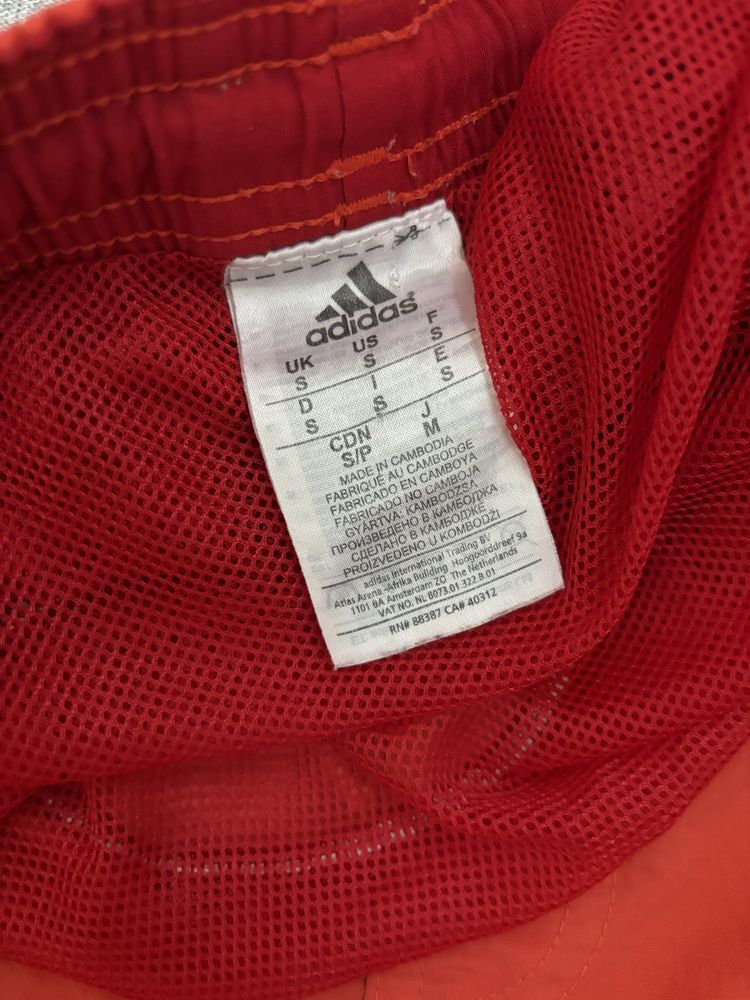 adidas
UK US F
S S S
D I E
S S S
CDN J
S/P M
MADE IN CAMBODIA
FABRIQUÉ AU CAMBODGE
FABRICADO EN CAMBOYA
FABRICADO NO CAMBOJA
GYÁRTVA: KAMBODZSA
ПРОИЗВЕДЕНО В КАМБОДЖА
СДЕЛАНО В КАМБОДЖЕ
PROIZVEDENO U KOMBODŽI
adidas International Trading BV
Atlas Arena -Afrika Building Hoogoorddreef 9a
1101 BA Amsterdam ZO The Netherlands
VAT NO. NL 8073.01.322.B.01
RN# 88387 CA# 40312